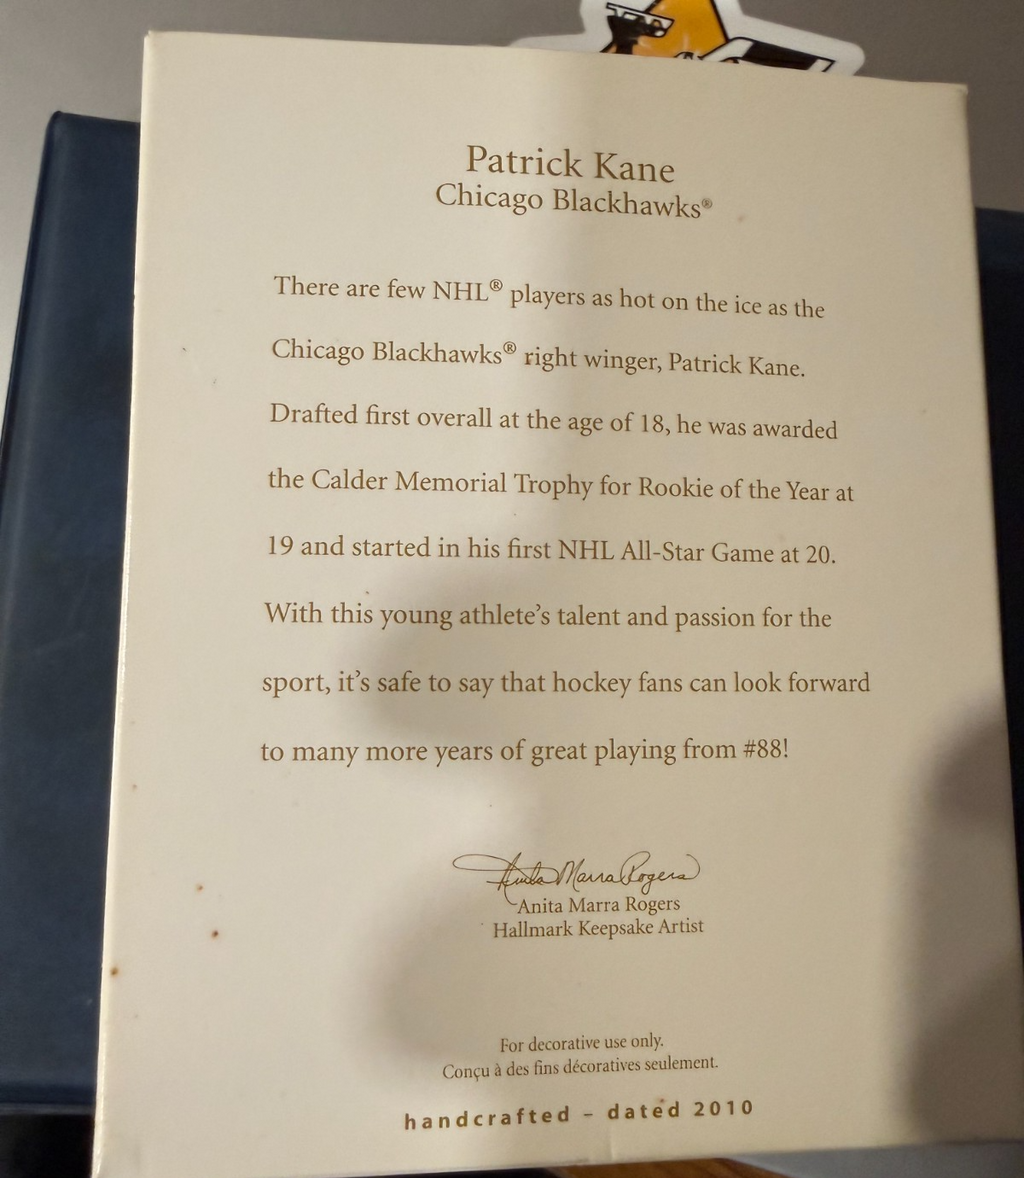 Patrick Kane
Chicago Blackhawks®
There are few NHL® players as hot on the ice as the
Chicago Blackhawks® right winger, Patrick Kane.
Drafted first overall at the age of 18, he was awarded
the Calder Memorial Trophy for Rookie of the Year at
19 and started in his first NHL All-Star Game at 20.
With this young athlete's talent and passion for the
sport, it's safe to say that hockey fans can look forward
to many more years of great playing from #88!
Anita Marra Rogers
Anita Marra Rogers
Hallmark Keepsake Artist
For decorative use only.
Conçu à des fins décoratives seulement.
handcrafted – dated 2010